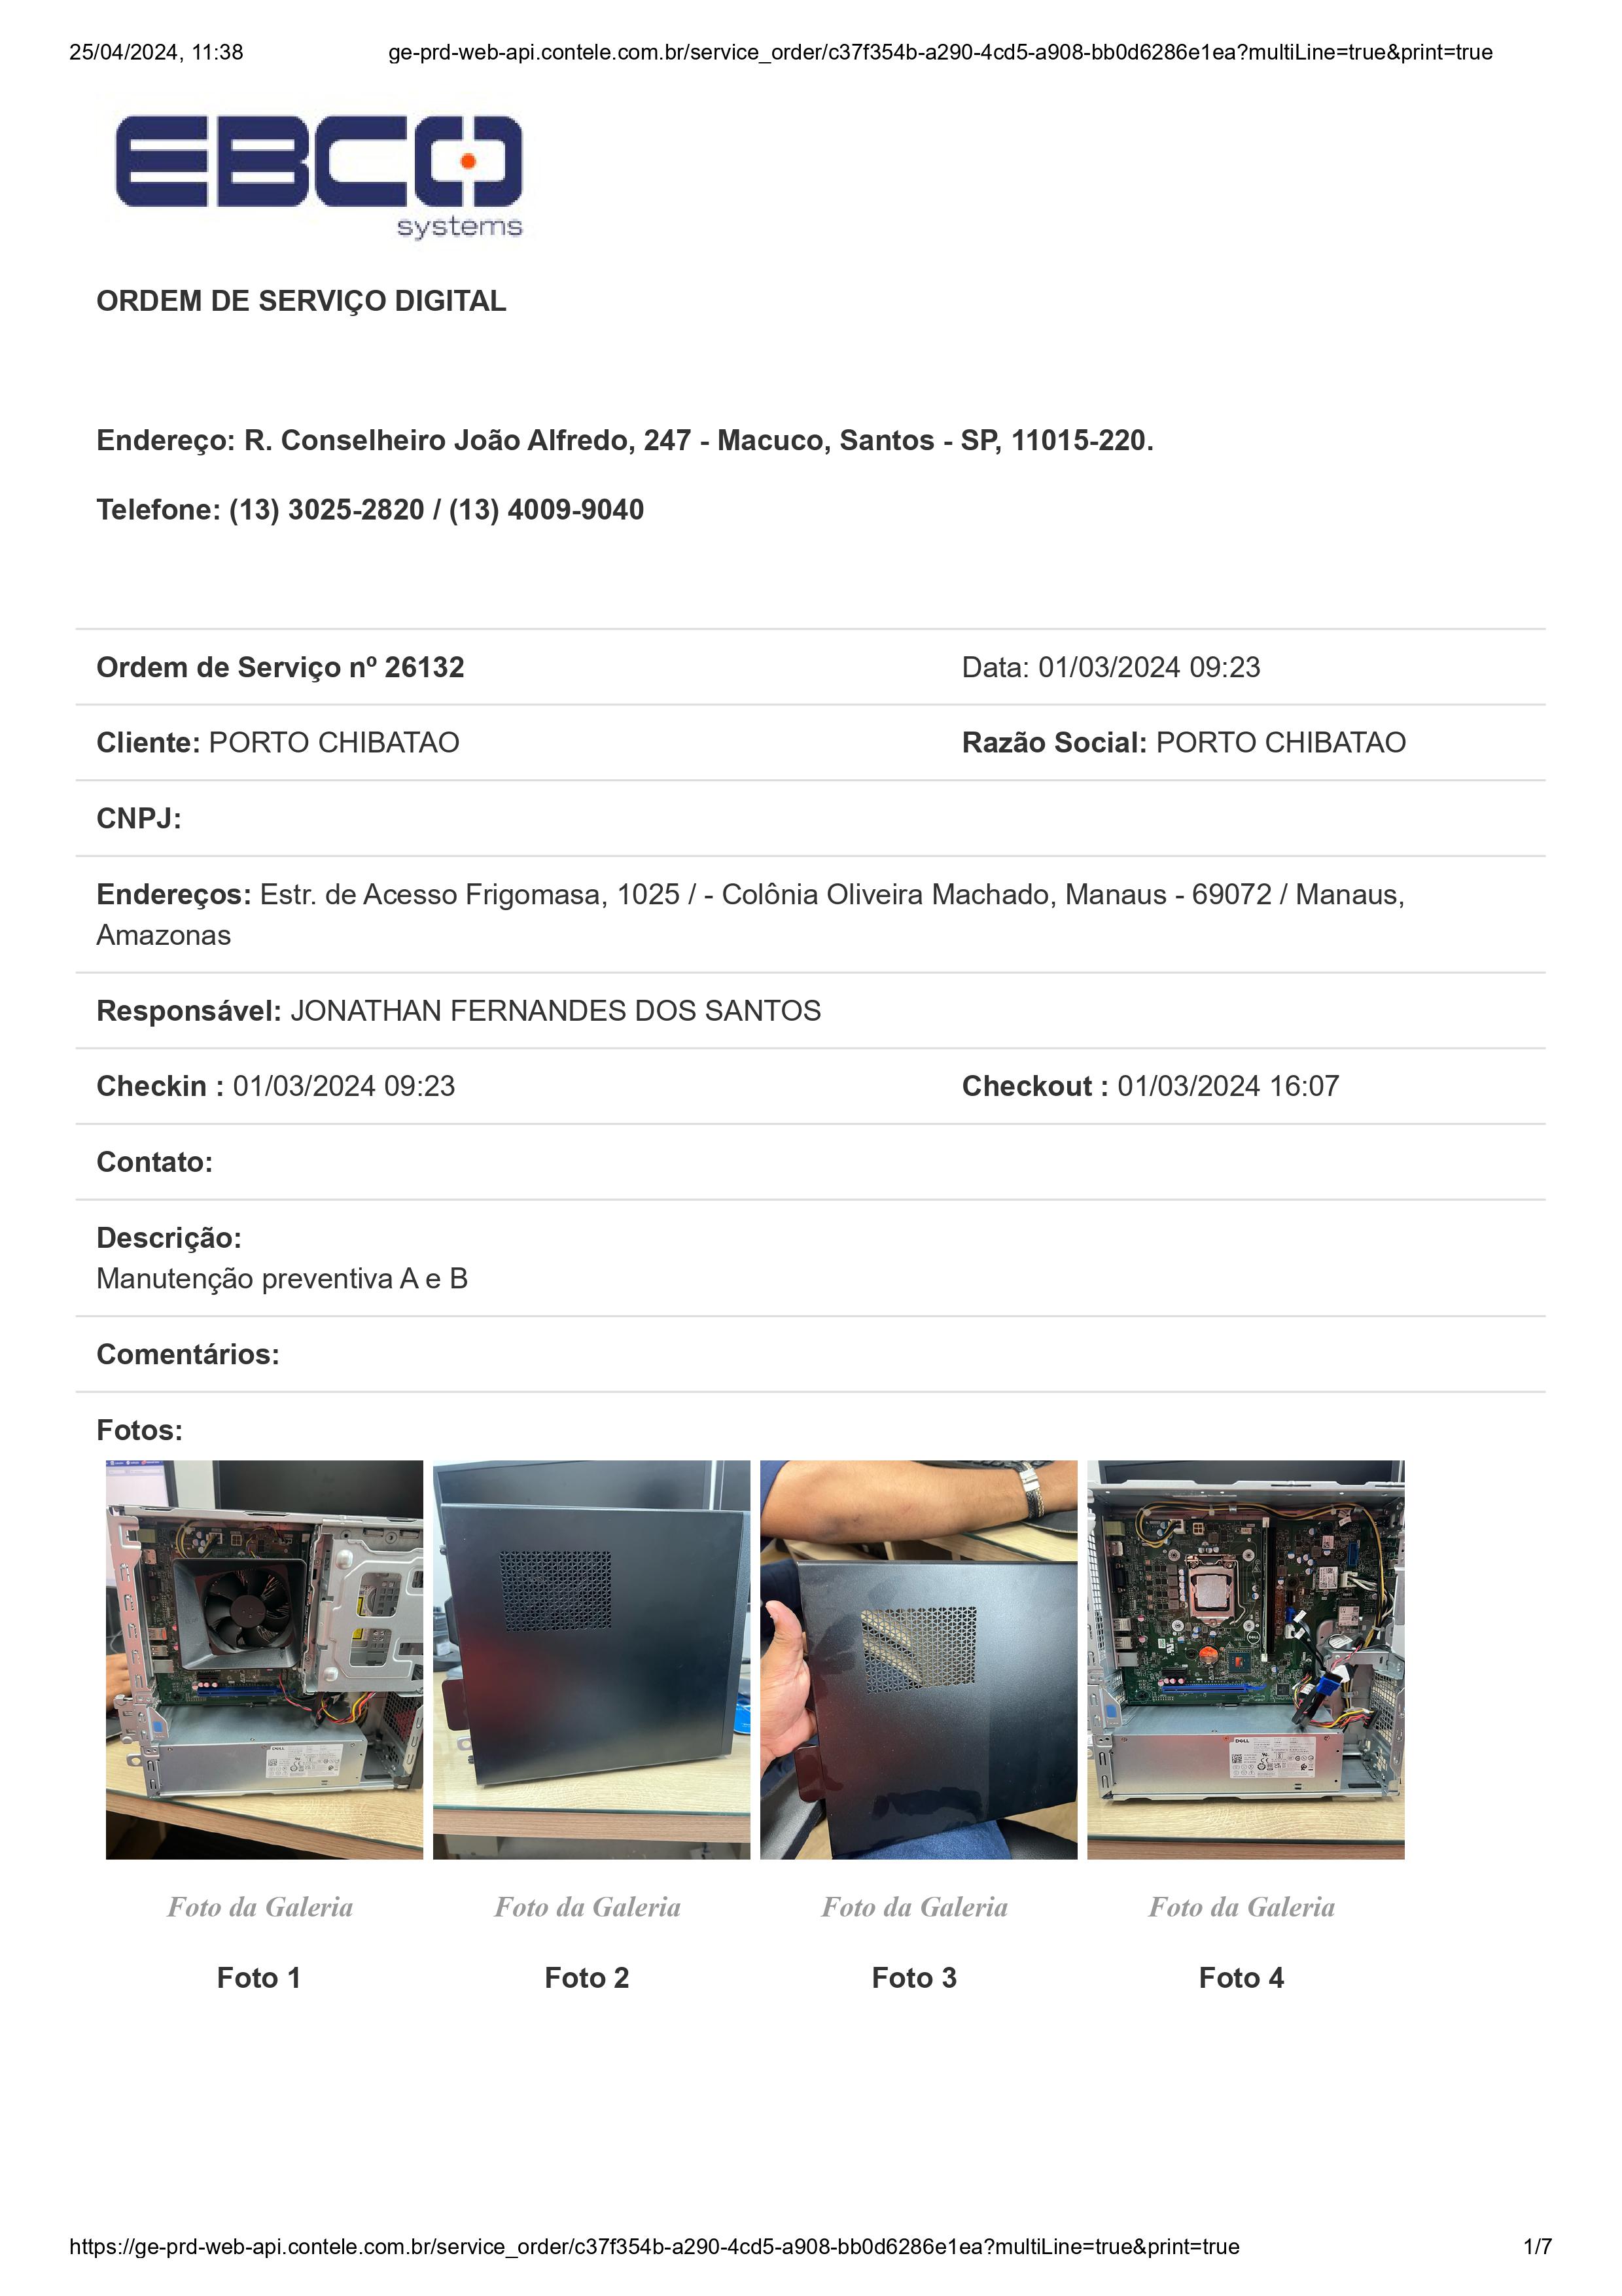 25/04/2024, 11:38 ge-prd-web-api.contele.com.br/service_order/c37f354b-a290-4cd5-a908-bb0d6286e1ea?multiLine=true&print=true
EBCO
systems
ORDEM DE SERVIÇO DIGITAL
Endereço: R. Conselheiro João Alfredo, 247 - Macuco, Santos - SP, 11015-220.
Telefone: (13) 3025-2820 / (13) 4009-9040
Ordem de Serviço nº 26132 Data: 01/03/2024 09:23
Cliente: PORTO CHIBATAO Razão Social: PORTO CHIBATAO
CNPJ:
Endereços: Estr. de Acesso Frigomasa, 1025 / - Colônia Oliveira Machado, Manaus - 69072 / Manaus,
Amazonas
Responsável: JONATHAN FERNANDES DOS SANTOS
Checkin : 01/03/2024 09:23 Checkout : 01/03/2024 16:07
Contato:
Descrição:
Manutenção preventiva A e B
Comentários:
Fotos:
DELL
DELL
Foto da Galeria Foto da Galeria Foto da Galeria Foto da Galeria
Foto 1 Foto 2 Foto 3 Foto 4
https://ge-prd-web-api.contele.com.br/service_order/c37f354b-a290-4cd5-a908-bb0d6286e1ea?multiLine=true&print=true 1/7